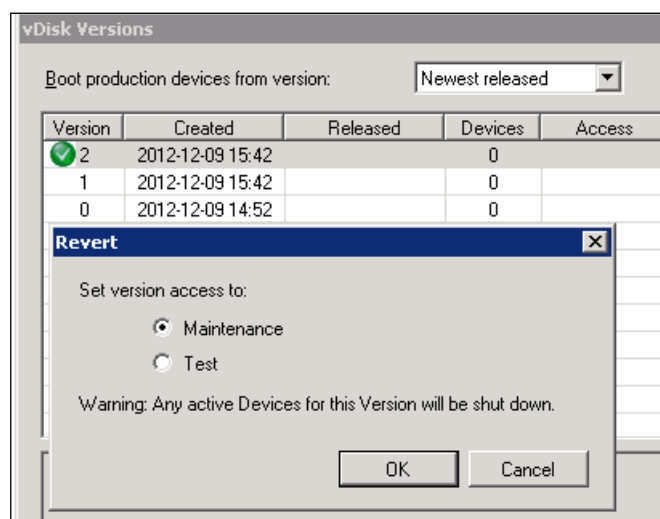 vDisk Versions
Boot production devices from version: Newest released
Version Created Released Devices Access
2 2012-12-09 15:42 0
1 2012-12-09 15:42 0
0 2012-12-09 14:52 0
Revert
Set version access to:
Maintenance
Test
Warning: Any active Devices for this Version will be shut down.
OK Cancel